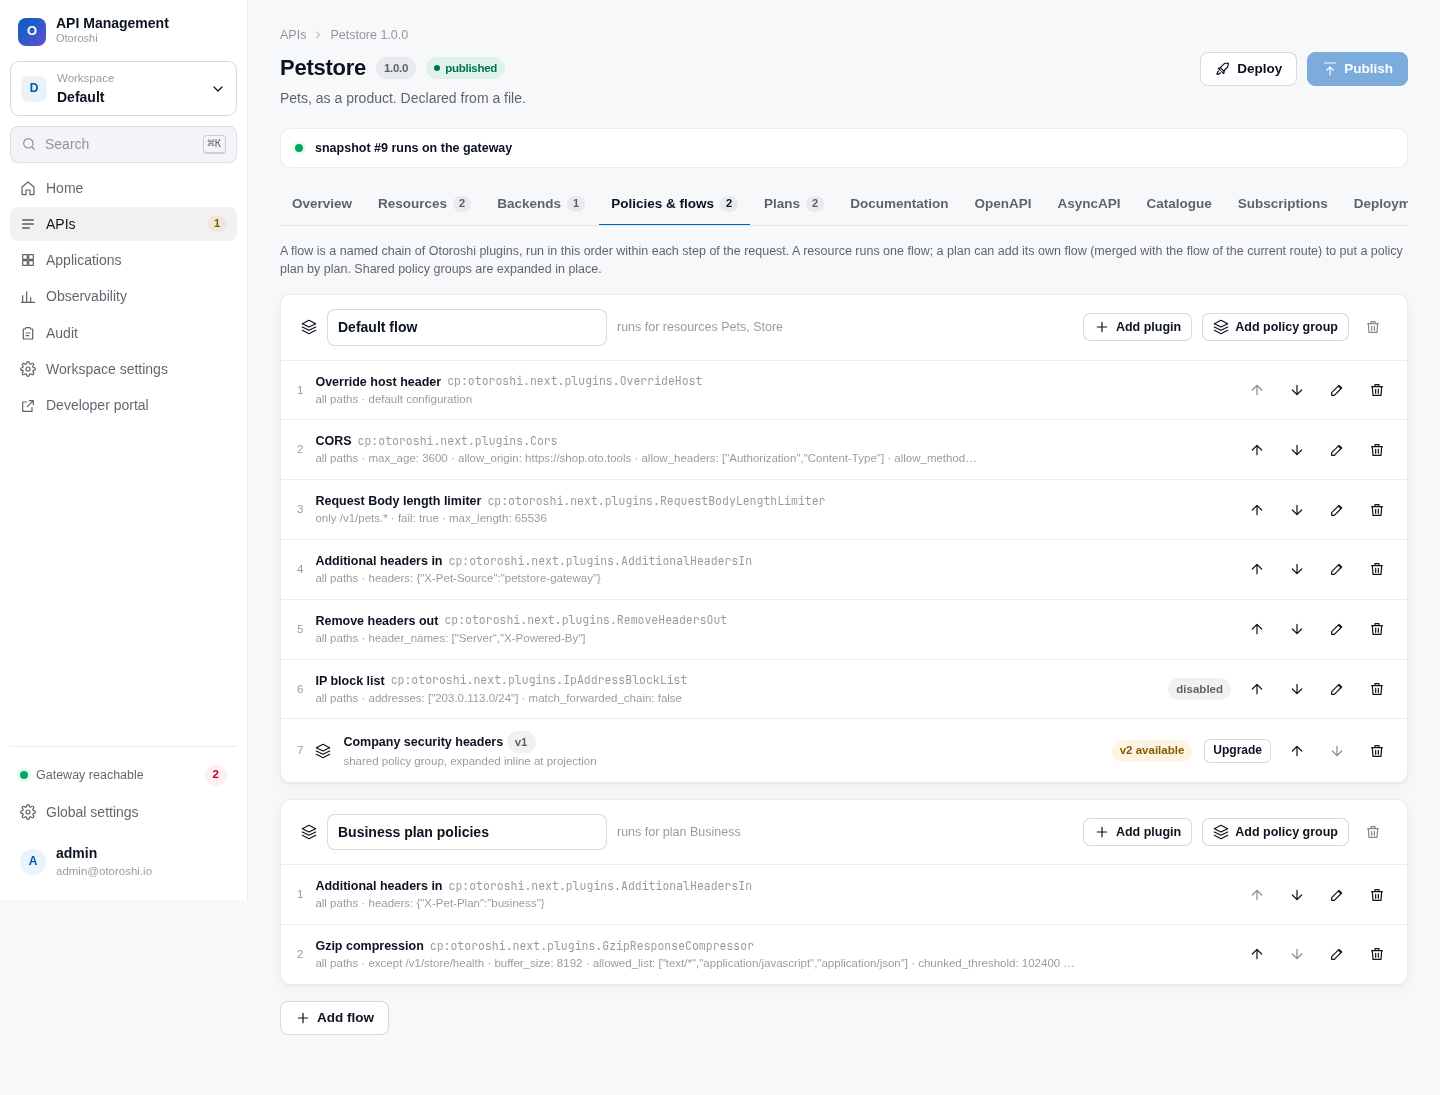 O
API Management
Otoroshi
D
Workspace
Default
Search
⌘K
Home
APIs
1
Applications
Observability
Audit
Workspace settings
Developer portal
Gateway reachable
2
Global settings
A
admin
admin@otoroshi.io
APIs
Petstore 1.0.0
Petstore
1.0.0
published
Deploy
Publish
Pets, as a product. Declared from a file.
snapshot #9 runs on the gateway
Overview
Resources 2
Backends 1
Policies & flows 2
Plans 2
Documentation
OpenAPI
AsyncAPI
Catalogue
Subscriptions
Deploym
A flow is a named chain of Otoroshi plugins, run in this order within each step of the request. A resource runs one flow; a plan can add its own flow (merged with the flow of the current route) to put a policy
plan by plan. Shared policy groups are expanded in place.
Default flow
runs for resources Pets, Store
Add plugin
Add policy group
1
Override host header cp:otoroshi.next.plugins.OverrideHost
all paths · default configuration
2
CORS cp:otoroshi.next.plugins.Cors
all paths · max_age: 3600 · allow_origin: https://shop.oto.tools · allow_headers: ["Authorization","Content-Type"] · allow_method…
3
Request Body length limiter cp:otoroshi.next.plugins.RequestBodyLengthLimiter
only /v1/pets.* · fail: true · max_length: 65536
4
Additional headers in cp:otoroshi.next.plugins.AdditionalHeadersIn
all paths · headers: {"X-Pet-Source":"petstore-gateway"}
5
Remove headers out cp:otoroshi.next.plugins.RemoveHeadersOut
all paths · header_names: ["Server","X-Powered-By"]
6
IP block list cp:otoroshi.next.plugins.IpAddressBlockList
all paths · addresses: ["203.0.113.0/24"] · match_forwarded_chain: false
disabled
7
Company security headers v1
shared policy group, expanded inline at projection
v2 available
Upgrade
Business plan policies
runs for plan Business
Add plugin
Add policy group
1
Additional headers in cp:otoroshi.next.plugins.AdditionalHeadersIn
all paths · headers: {"X-Pet-Plan":"business"}
2
Gzip compression cp:otoroshi.next.plugins.GzipResponseCompressor
all paths · except /v1/store/health · buffer_size: 8192 · allowed_list: ["text/*","application/javascript","application/json"] · chunked_threshold: 102400 …
Add flow